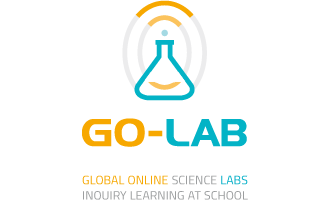 GO-LAB
GLOBAL ONLINE SCIENCE LABS
INQUIRY LEARNING AT SCHOOL